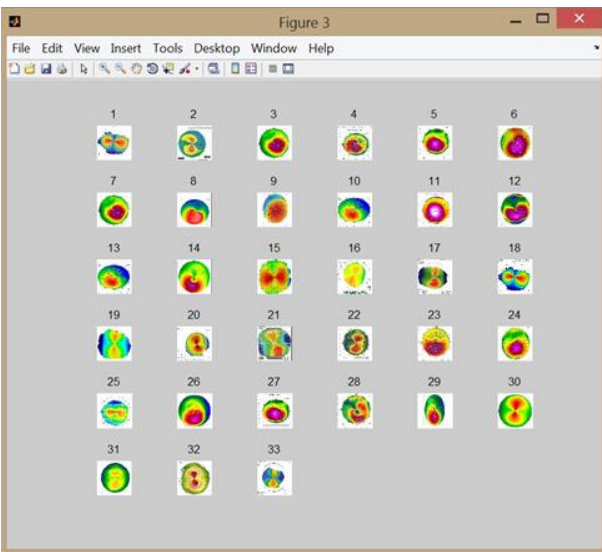 Figure 3
File Edit View Insert Tools Desktop Window Help
1 2 3 4 5 6
7 8 9 10 11 12
13 14 15 16 17 18
19 20 21 22 23 24
25 26 27 28 29 30
31 32 33